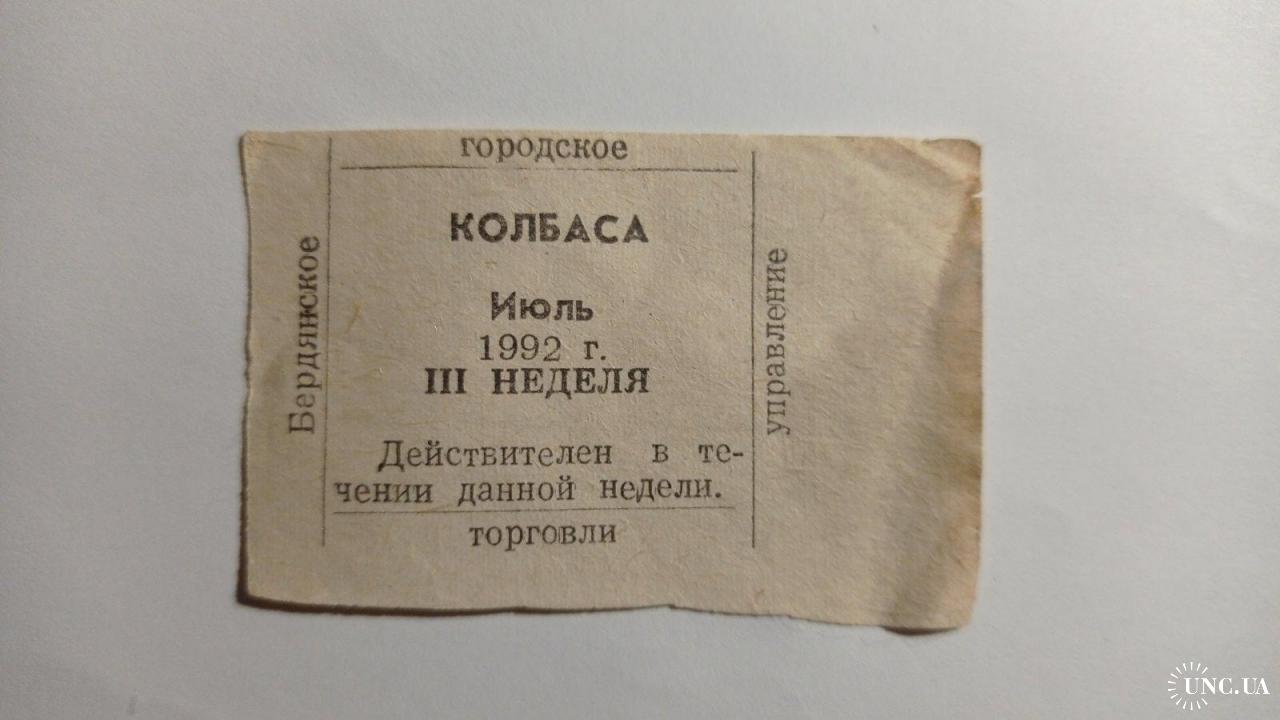 городское
Бердянское
КОЛБАСА
Июль
1992 г.
III НЕДЕЛЯ
Действителен в те-
чении данной недели.
управление
торговли
UNC.UA